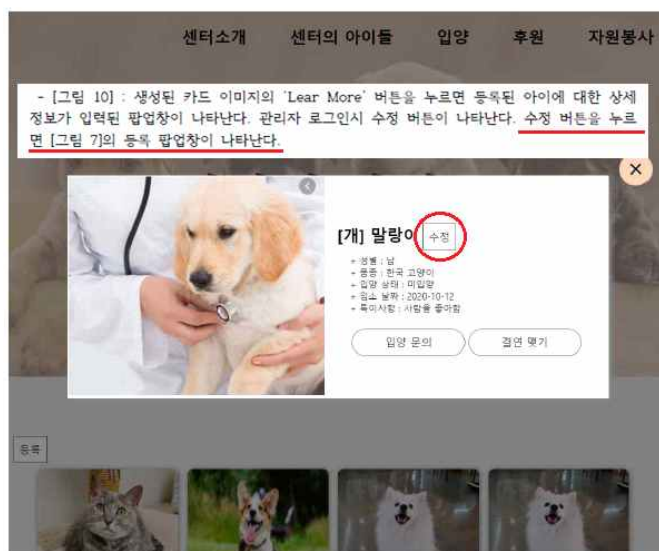 센터소개 센터의 아이들 입양 후원 자원봉사
- [그림 10] : 생성된 카드 이미지의 'Lear More' 버튼을 누르면 등록된 아이에 대한 상세
정보가 입력된 팝업창이 나타난다. 관리자 로그인시 수정 버튼이 나타난다. 수정 버튼을 누르
면 [그림 7]의 등록 팝업창이 나타난다.
[개] 말랑이 수정
+ 성별 : 남
+ 품종 : 한국 고양이
+ 입양 상태 : 미입양
+ 입소 날짜 : 2020-10-12
+ 특이사항 : 사람을 좋아함
입양 문의 결연 맺기
등록